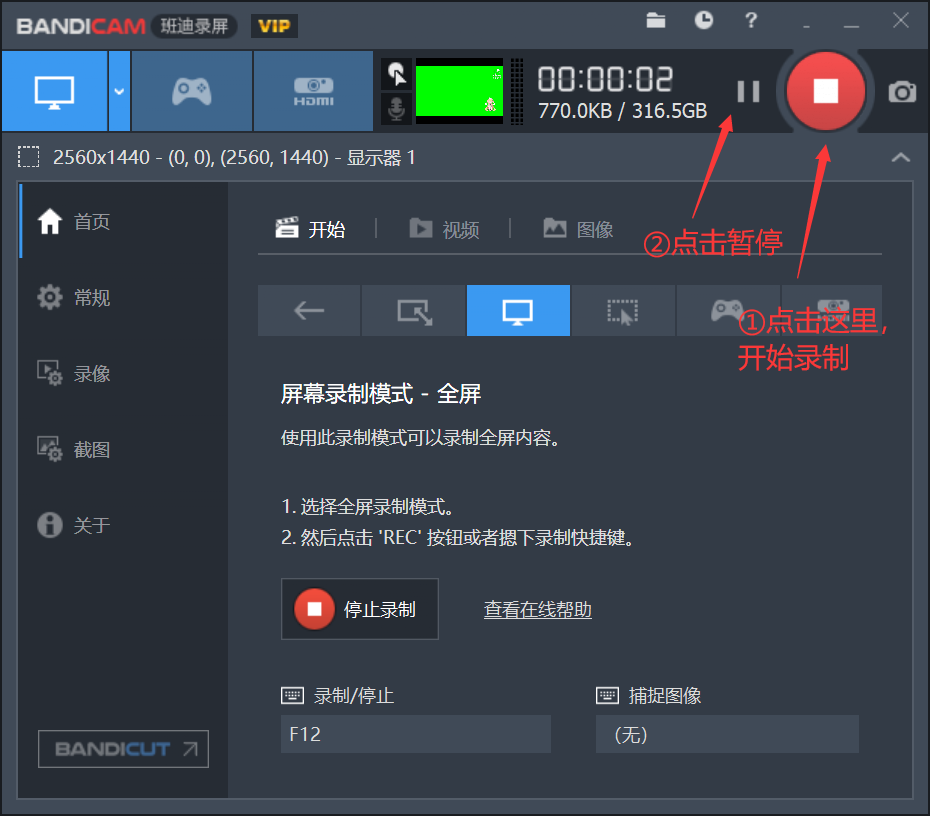 BANDICAM 班迪录屏 VIP
HDMI
00:00:02
770.0KB / 316.5GB
2560x1440 - (0, 0), (2560, 1440) - 显示器 1
首页
常规
录像
截图
关于
BANDICUT
开始 视频 图像
②点击暂停
①点击这里，
开始录制
屏幕录制模式 - 全屏
使用此录制模式可以录制全屏内容。
1. 选择全屏录制模式。
2. 然后点击 'REC' 按钮或者摁下录制快捷键。
停止录制
查看在线帮助
录制/停止
F12
捕捉图像
(无)